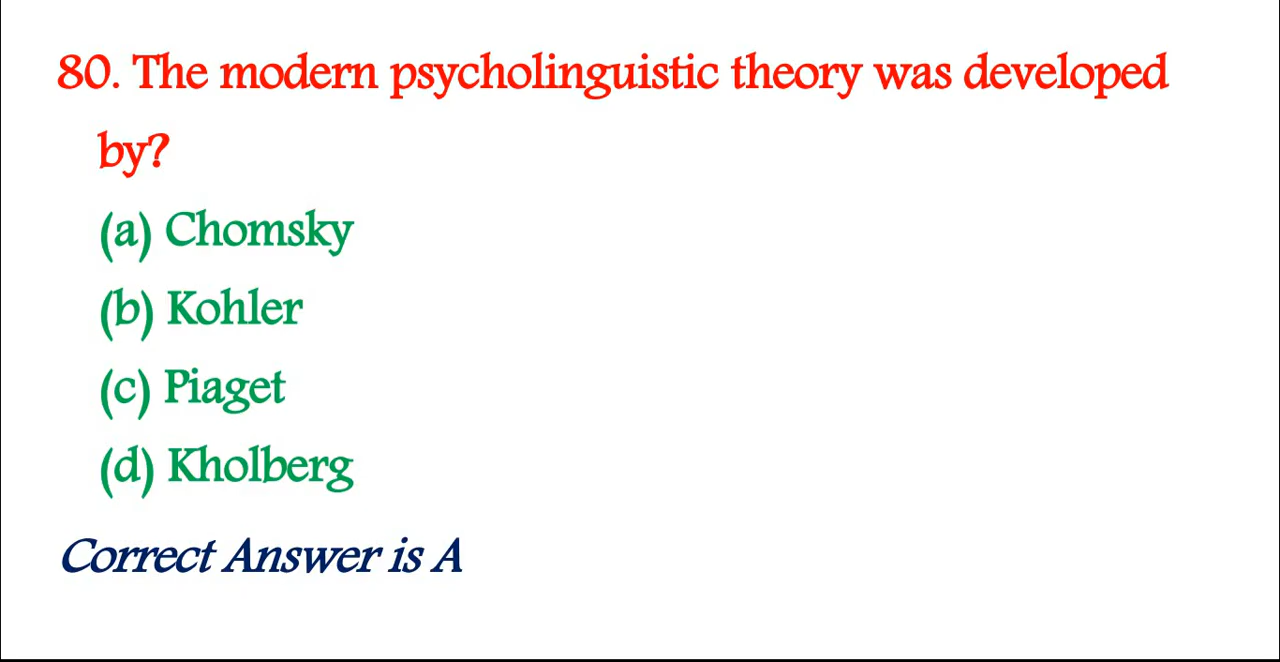 80. The modern psycholinguistic theory was developed
by?
(a) Chomsky
(b) Kohler
(c) Piaget
(d) Kholberg
Correct Answer is A